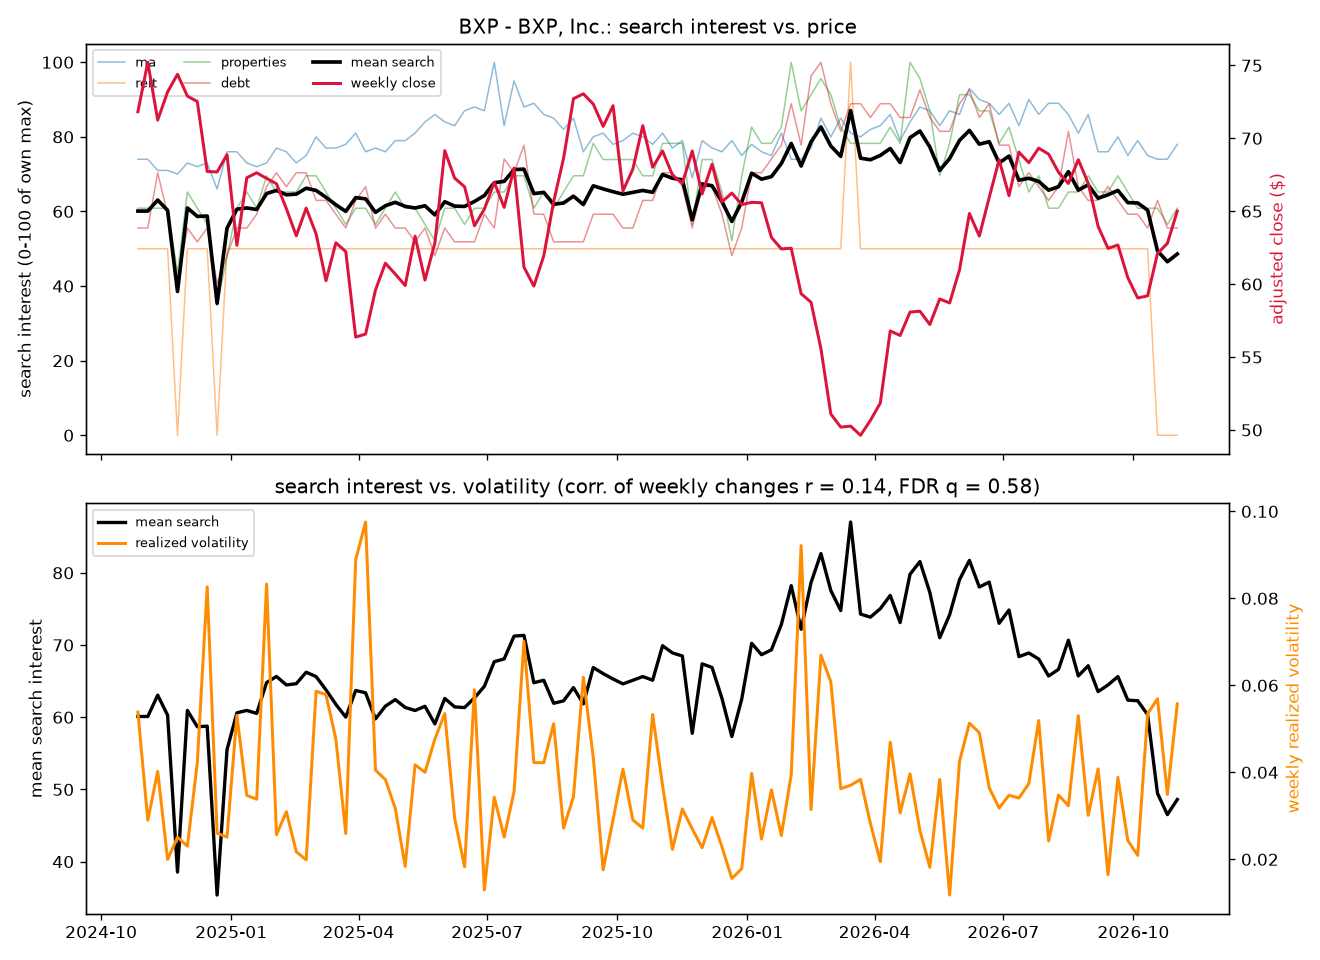 BXP - BXP, Inc.: search interest vs. price
ma
reit
properties
debt
mean search
weekly close
search interest (0-100 of own max)
100
80
60
40
20
0
75
70
65
60
55
50
adjusted close ($)
search interest vs. volatility (corr. of weekly changes r = 0.14, FDR q = 0.58)
mean search
realized volatility
mean search interest
80
70
60
50
40
0.10
0.08
0.06
0.04
0.02
weekly realized volatility
2024-10
2025-01
2025-04
2025-07
2025-10
2026-01
2026-04
2026-07
2026-10